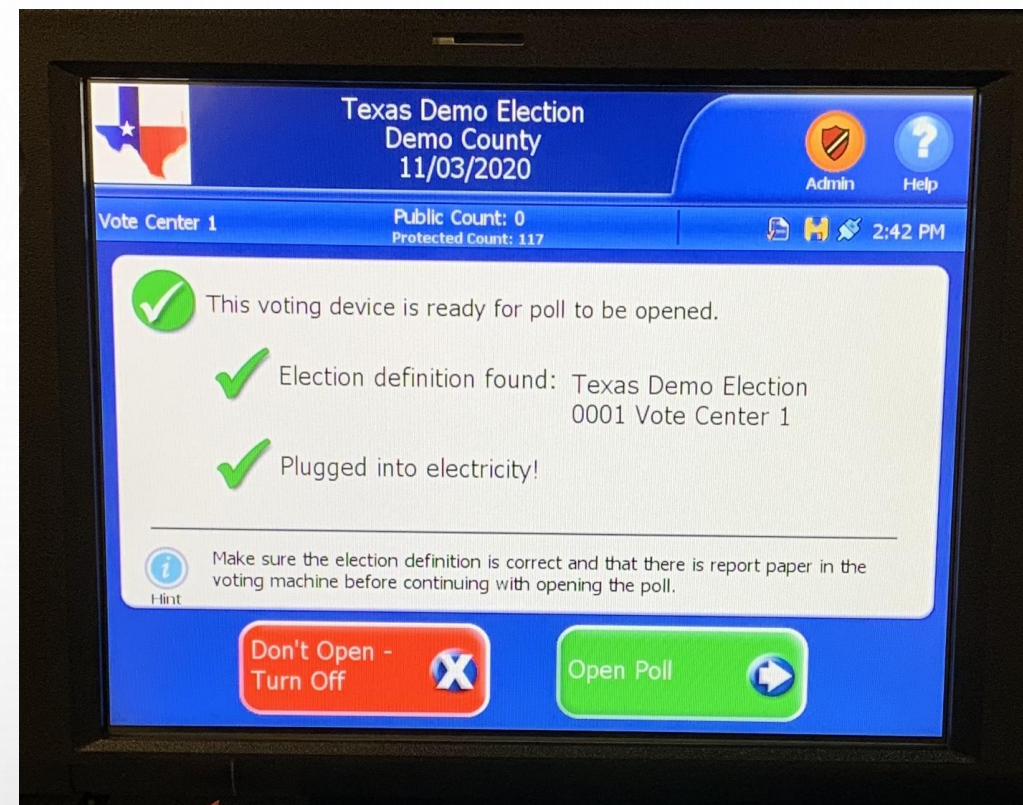 Texas Demo Election
Demo County
11/03/2020
Admin
Help
Vote Center 1
Public Count: 0
Protected Count: 117
2:42 PM
This voting device is ready for poll to be opened.
Election definition found: Texas Demo Election
0001 Vote Center 1
Plugged into electricity!
Make sure the election definition is correct and that there is report paper in the
voting machine before continuing with opening the poll.
Hint
Don't Open -
Turn Off
Open Poll